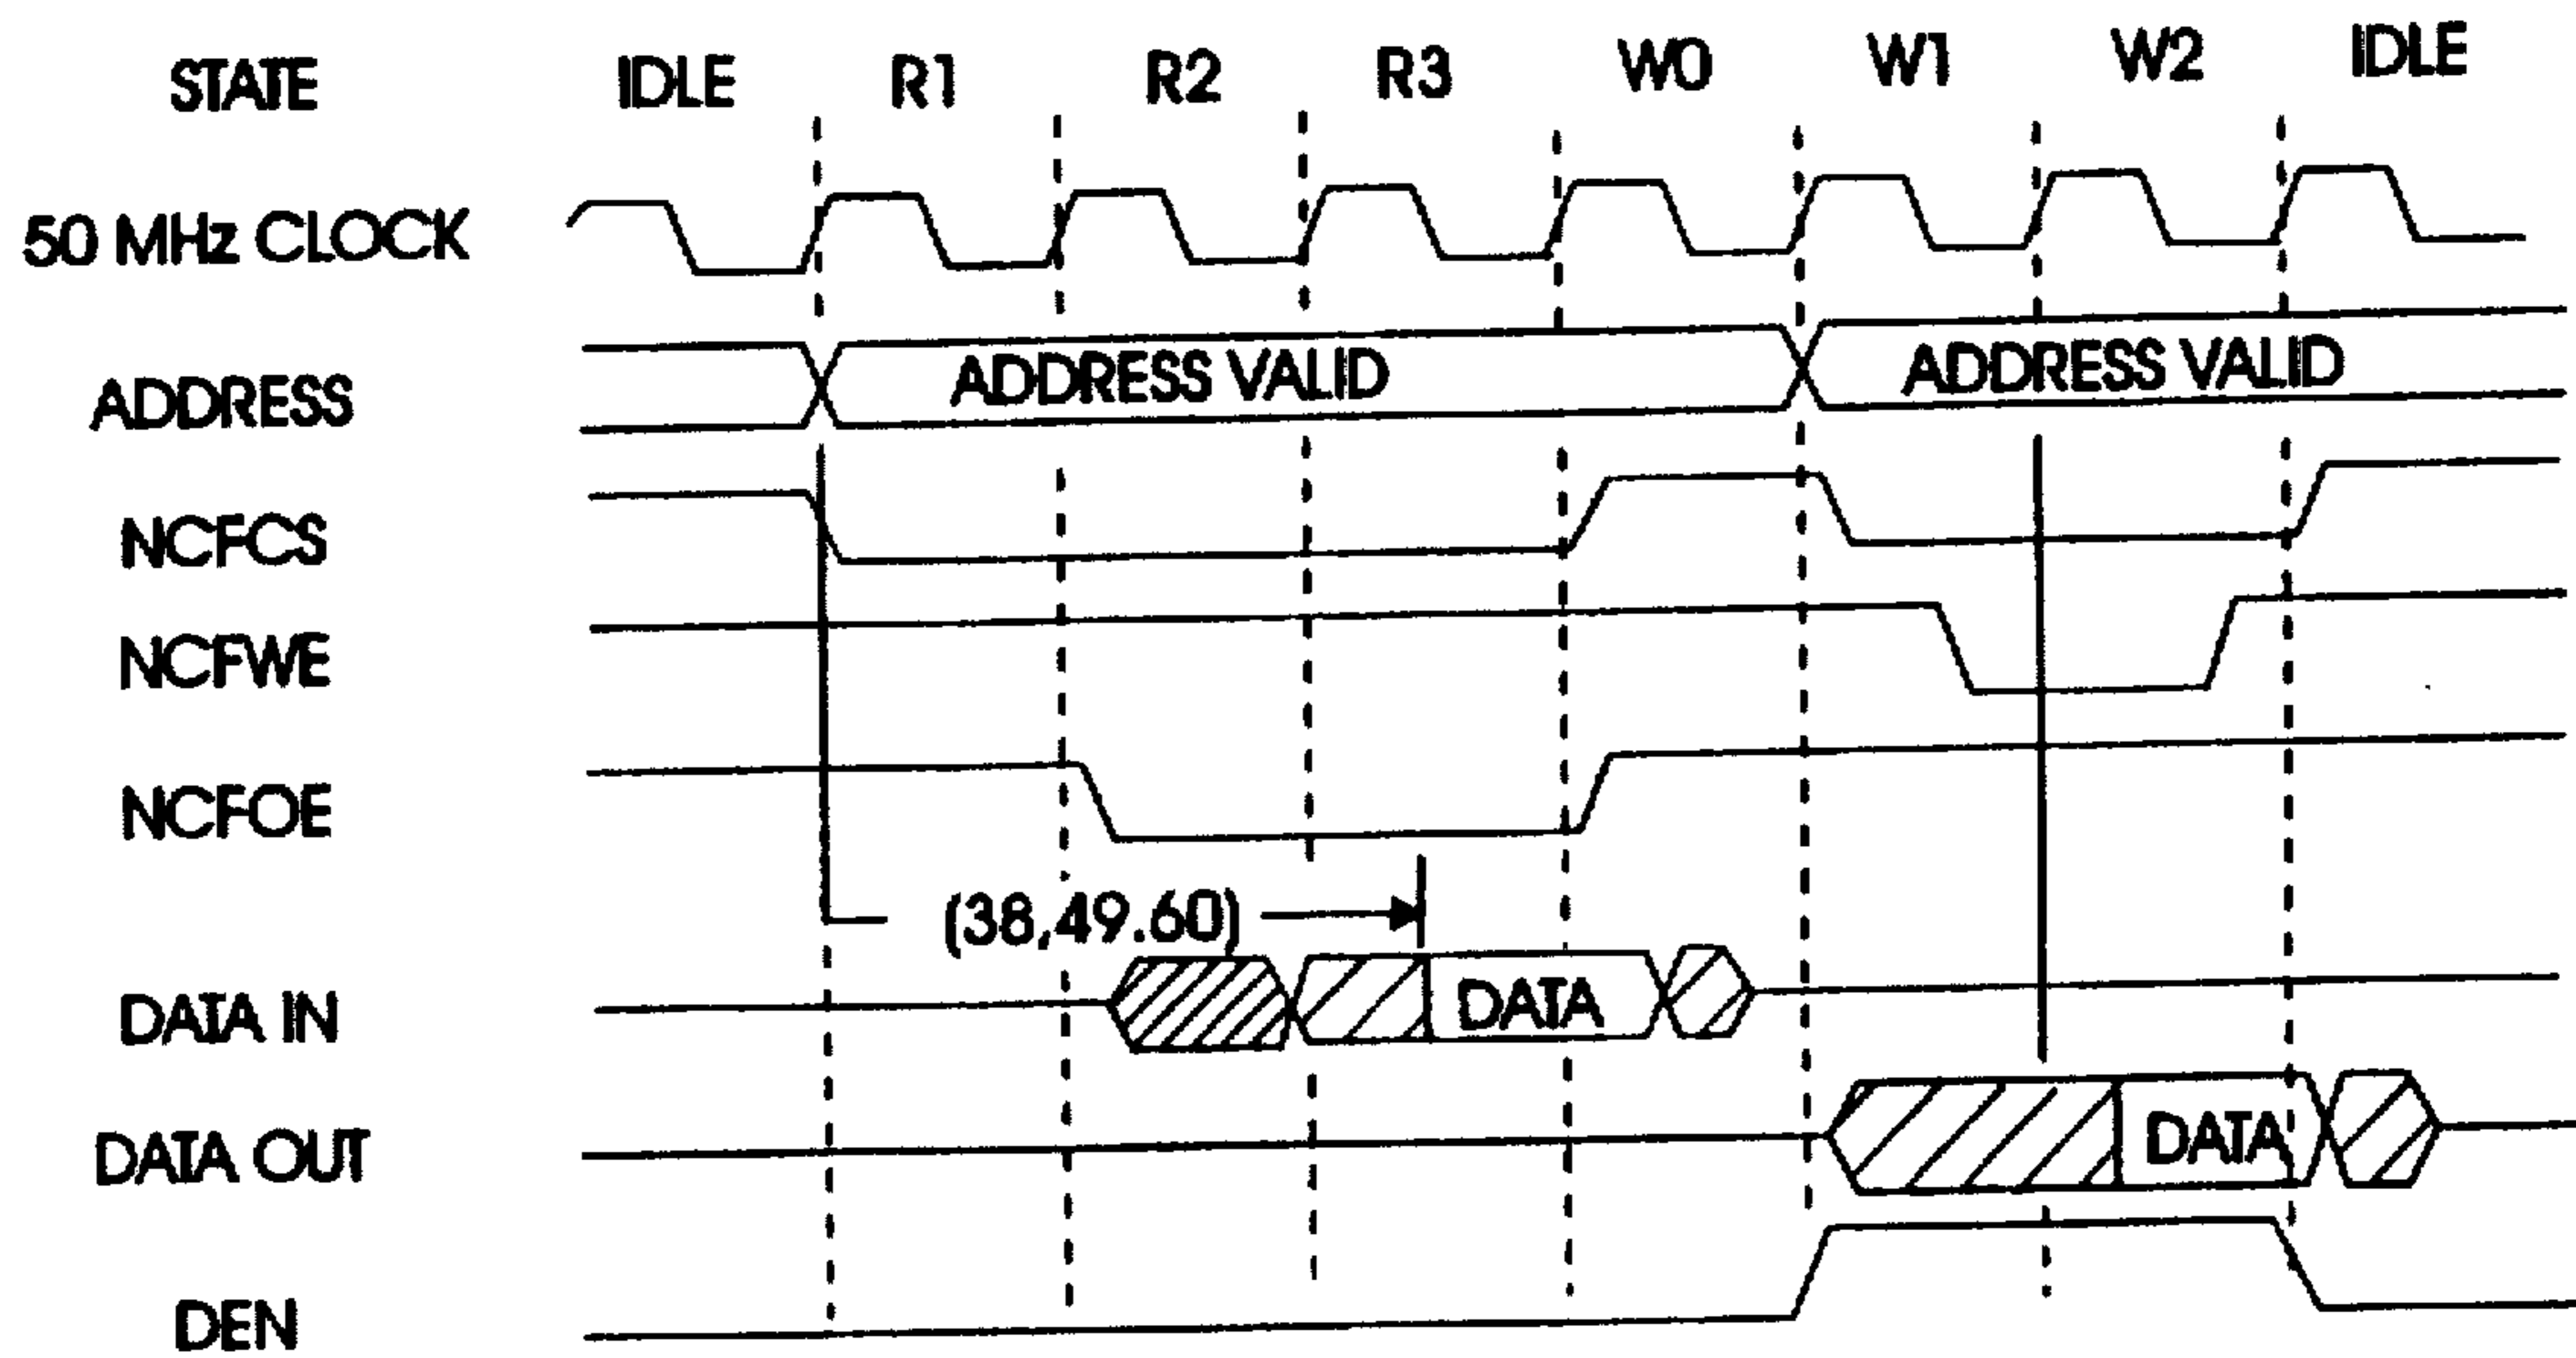 STATE IDLE R1 R2 R3 W0 W1 W2 IDLE
50 MHz CLOCK
ADDRESS ADDRESS VALID ADDRESS VALID
NCFCS
NCFWE
NCFOE
(38,49.60)
DATA IN DATA
DATA OUT DATA
DEN